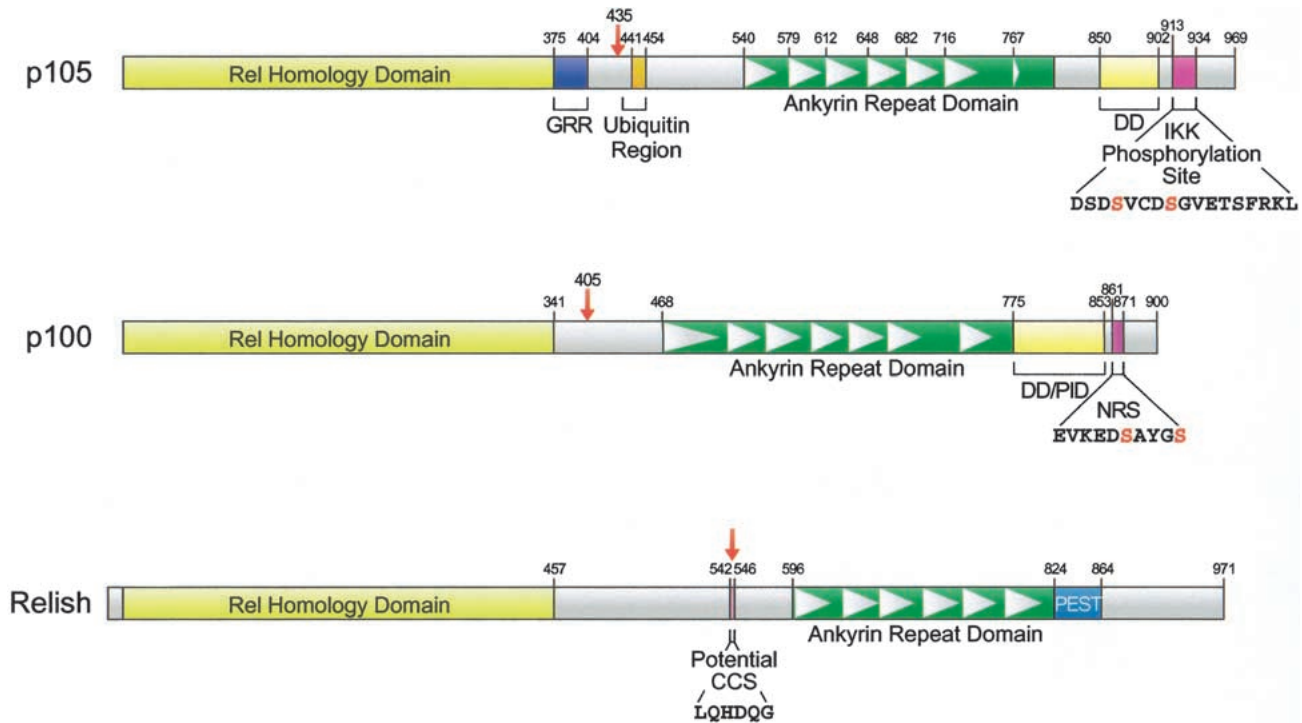 435
375 404 441 454 540 579 612 648 682 716 767 850 902 913 934 969
p105
Rel Homology Domain
GRR
Ubiquitin
Region
Ankyrin Repeat Domain
DD
IKK
Phosphorylation
Site
DSDSVCDSGVETSFRKL
405
341 468 775 853 861 871 900
p100
Rel Homology Domain
Ankyrin Repeat Domain
DD/PID
NRS
EVKEDSAYGS
457 542 546 596 824 864 971
Relish
Rel Homology Domain
PEST
Ankyrin Repeat Domain
Potential
CCS
LQHDQG